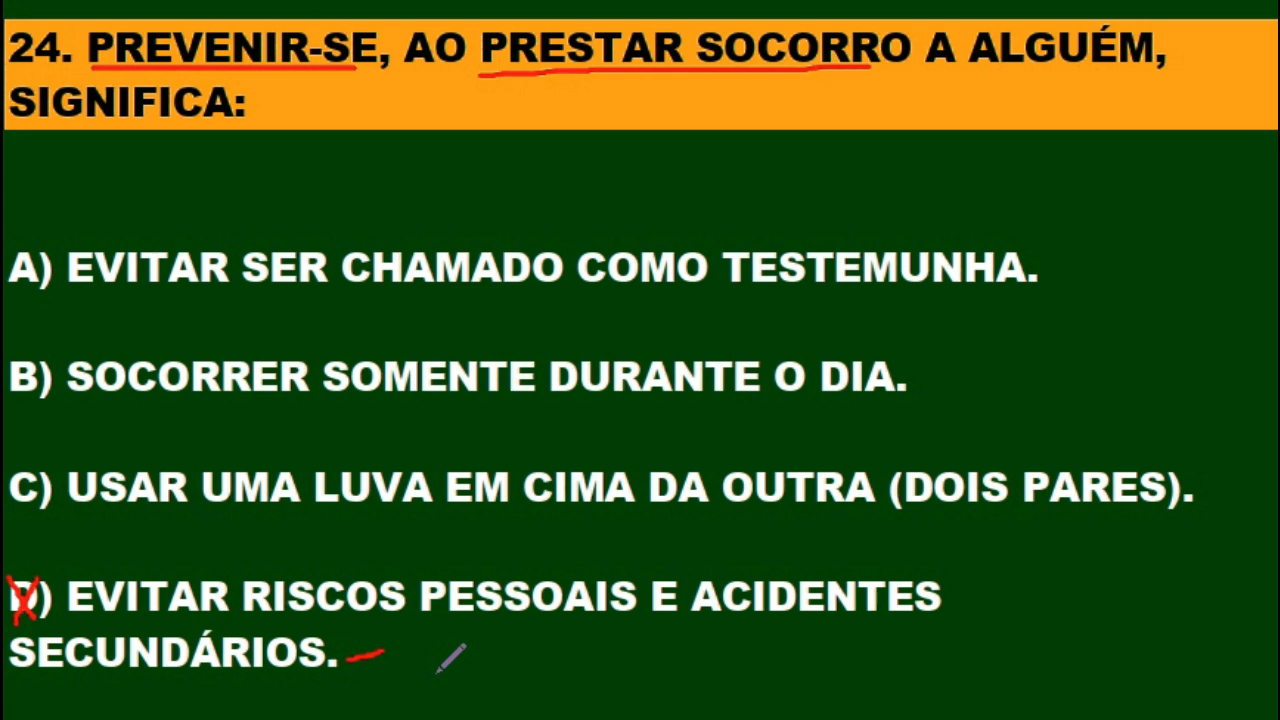 24. PREVENIR-SE, AO PRESTAR SOCORRO A ALGUÉM,
SIGNIFICA:
A) EVITAR SER CHAMADO COMO TESTEMUNHA.
B) SOCORRER SOMENTE DURANTE O DIA.
C) USAR UMA LUVA EM CIMA DA OUTRA (DOIS PARES).
D) EVITAR RISCOS PESSOAIS E ACIDENTES
SECUNDÁRIOS.